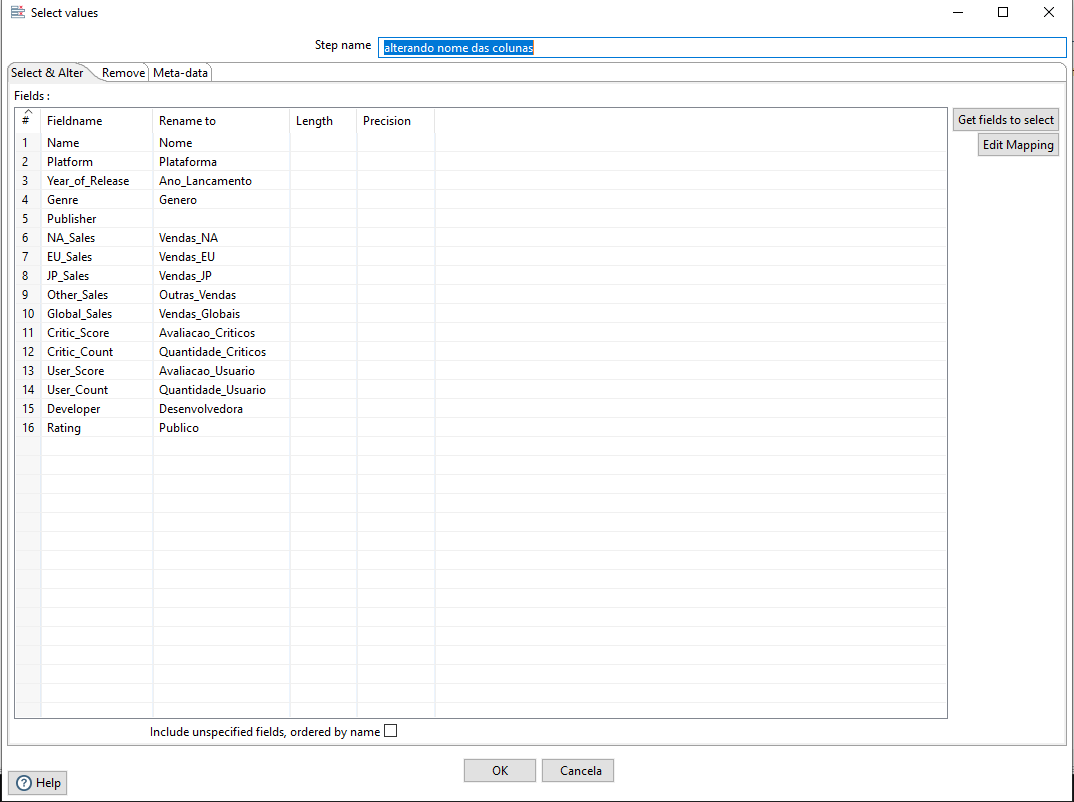 Select values
Step name alterando nome das colunas
Select & Alter Remove Meta-data
Fields :
# Fieldname Rename to Length Precision Get fields to select
Edit Mapping
1 Name Nome
2 Platform Plataforma
3 Year_of_Release Ano_Lancamento
4 Genre Genero
5 Publisher
6 NA_Sales Vendas_NA
7 EU_Sales Vendas_EU
8 JP_Sales Vendas_JP
9 Other_Sales Outras_Vendas
10 Global_Sales Vendas_Globais
11 Critic_Score Avaliacao_Criticos
12 Critic_Count Quantidade_Criticos
13 User_Score Avaliacao_Usuario
14 User_Count Quantidade_Usuario
15 Developer Desenvolvedora
16 Rating Publico
Include unspecified fields, ordered by name
OK Cancela
? Help